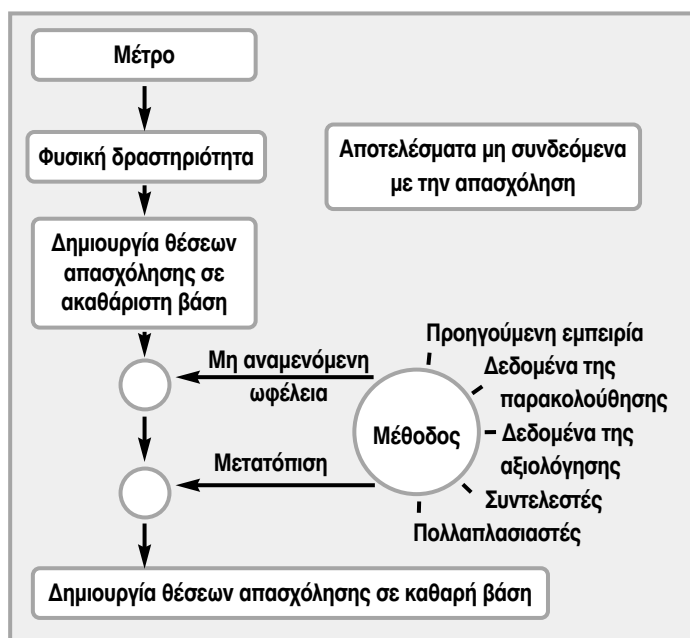 Μέτρο
Φυσική δραστηριότητα
Αποτελέσματα μη συνδεόμενα
με την απασχόληση
Δημιουργία θέσεων
απασχόλησης σε
ακαθάριστη βάση
Μη αναμενόμενη
ωφέλεια
Μετατόπιση
Μέθοδος
Προηγούμενη εμπειρία
Δεδομένα της
παρακολούθησης
Δεδομένα της
αξιολόγησης
Συντελεστές
Πολλαπλασιαστές
Δημιουργία θέσεων απασχόλησης σε καθαρή βάση